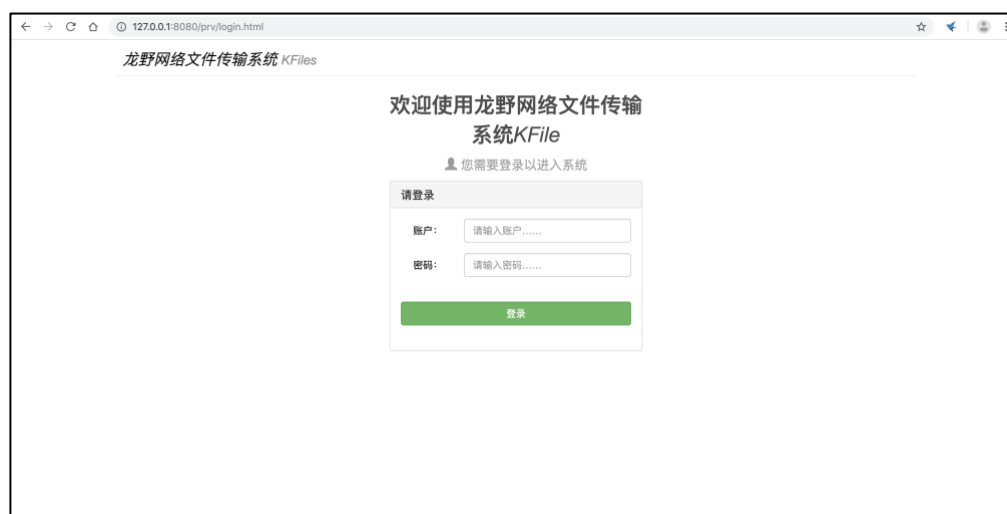 127.0.0.1:8080/prv/login.html
龙野网络文件传输系统 KFiles
欢迎使用龙野网络文件传输
系统KFile
您需要登录以进入系统
请登录
账户：
请输入账户……
密码：
请输入密码……
登录